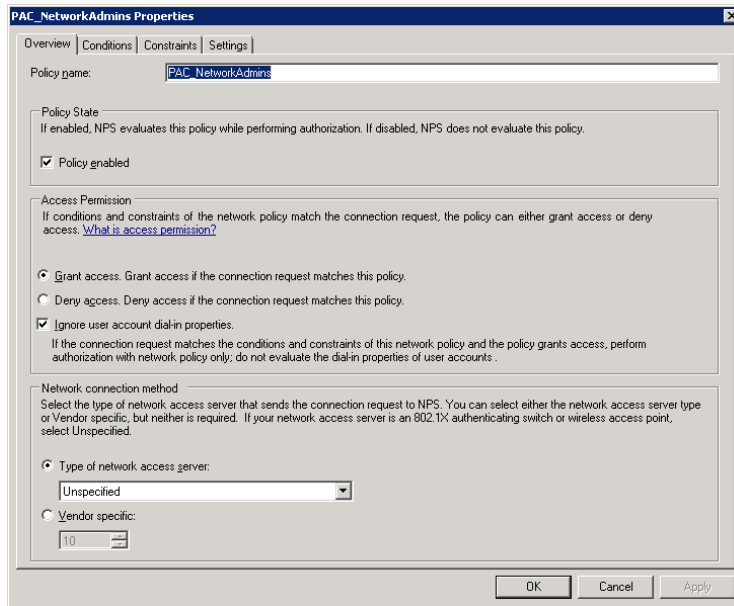 PAC_NetworkAdmins Properties
Overview Conditions Constraints Settings
Policy name: PAC_NetworkAdmins
Policy State
If enabled, NPS evaluates this policy while performing authorization. If disabled, NPS does not evaluate this policy.
Policy enabled
Access Permission
If conditions and constraints of the network policy match the connection request, the policy can either grant access or deny
access. What is access permission?
Grant access. Grant access if the connection request matches this policy.
Deny access. Deny access if the connection request matches this policy.
Ignore user account dial-in properties.
If the connection request matches the conditions and constraints of this network policy and the policy grants access, perform
authorization with network policy only; do not evaluate the dial-in properties of user accounts .
Network connection method
Select the type of network access server that sends the connection request to NPS. You can select either the network access server type
or Vendor specific, but neither is required. If your network access server is an 802.1X authenticating switch or wireless access point,
select Unspecified.
Type of network access server:
Unspecified
Vendor specific:
10
OK Cancel Apply